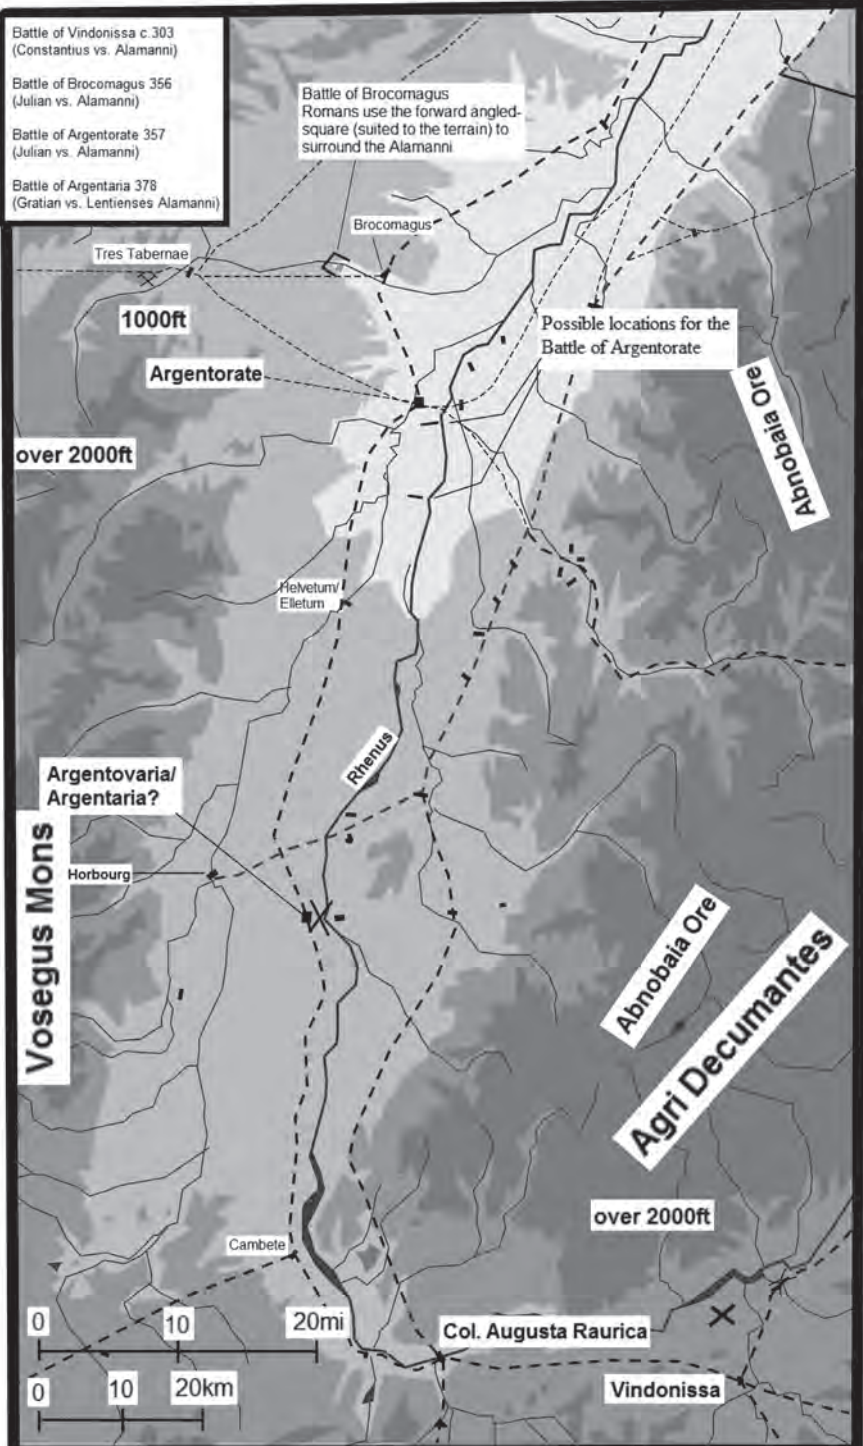 Battle of Vindonissa c.303
(Constantius vs. Alamanni)
Battle of Brocomagus 356
(Julian vs. Alamanni)
Battle of Argentorate 357
(Julian vs. Alamanni)
Battle of Argentaria 378
(Gratian vs. Lentienses Alamanni)
Battle of Brocomagus
Romans use the forward angled-
square (suited to the terrain) to
surround the Alamanni
Brocomagus
Tres Tabernae
1000ft
Possible locations for the
Battle of Argentorate
Argentorate
Abnobaia Ore
over 2000ft
Helvetum/
Elletum
Rhenus
Argentovaria/
Argentaria?
Vosegus Mons
Horbourg
Abnobaia Ore
Agri Decumantes
over 2000ft
Cambete
0 10 20mi
Col. Augusta Raurica
0 10 20km
Vindonissa